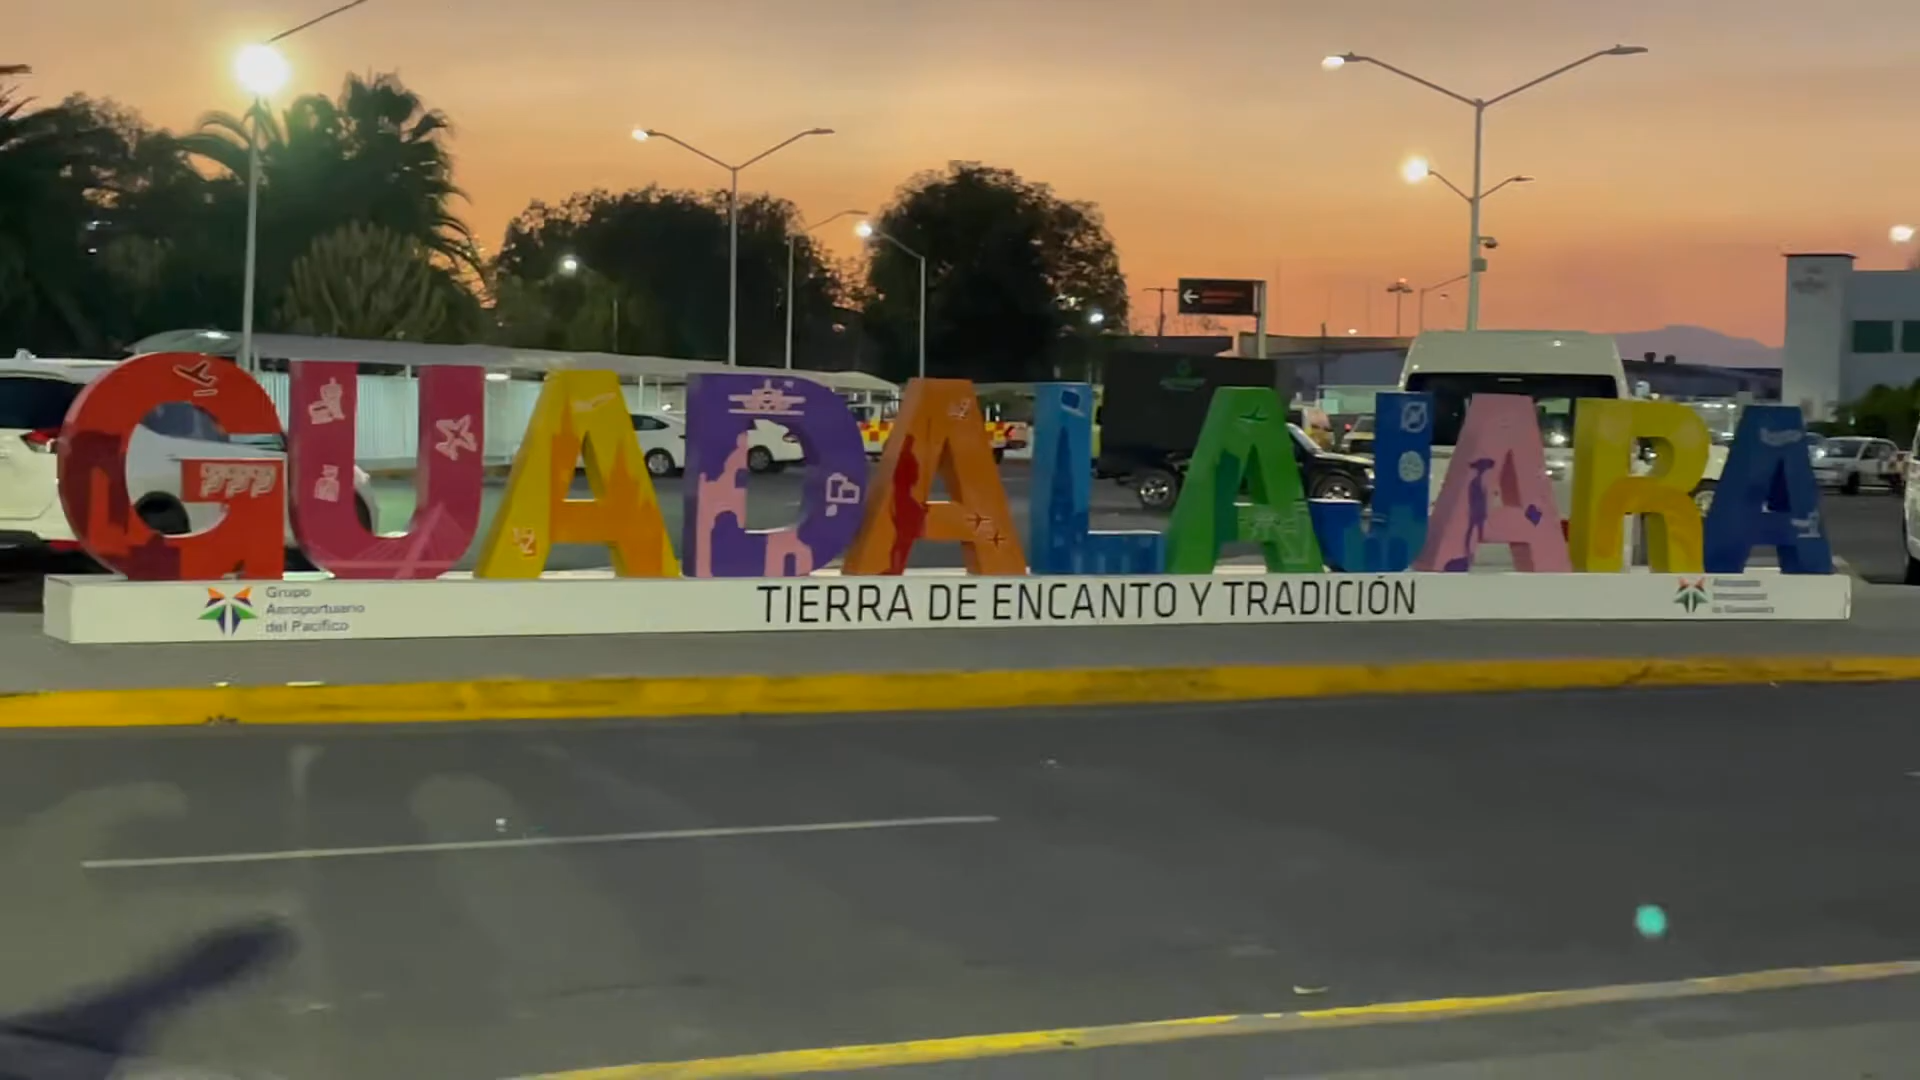 GUADALAJARA
Grupo
Aeroportuario
del Pacífico
TIERRA DE ENCANTO Y TRADICIÓN